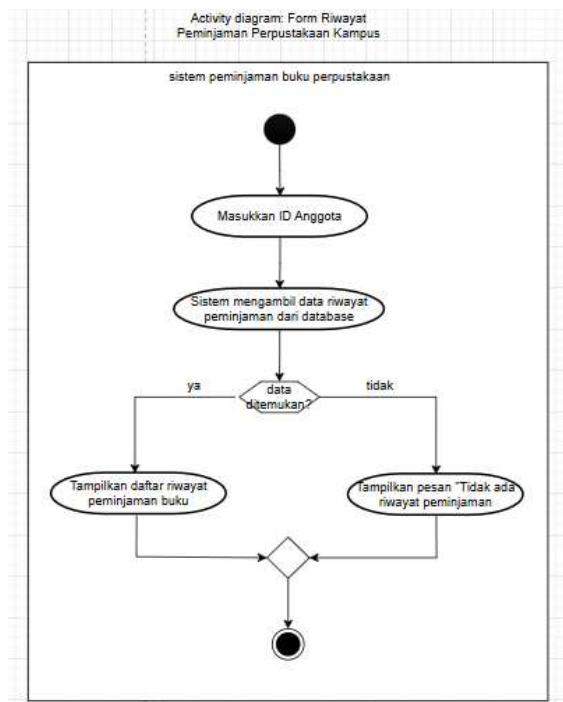 Activity diagram: Form Riwayat
Peminjaman Perpustakaan Kampus
sistem peminjaman buku perpustakaan
Masukkan ID Anggota
Sistem mengambil data riwayat
peminjaman dari database
data
ditemukan?
ya
tidak
Tampilkan daftar riwayat
peminjaman buku
Tampilkan pesan "Tidak ada
riwayat peminjaman